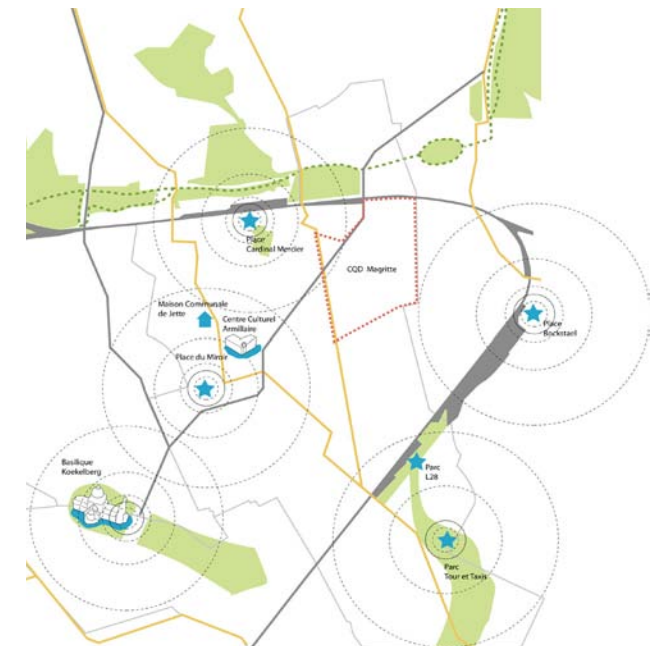 Place
Cardinal Mercier
CQD Magritte
Maison Communale
de Jette
Centre Culturel
Armillaire
Place
Bockstael
Place du Miroir
Basilique
Koekelberg
Parc
L28
Parc
Tour et Taxis